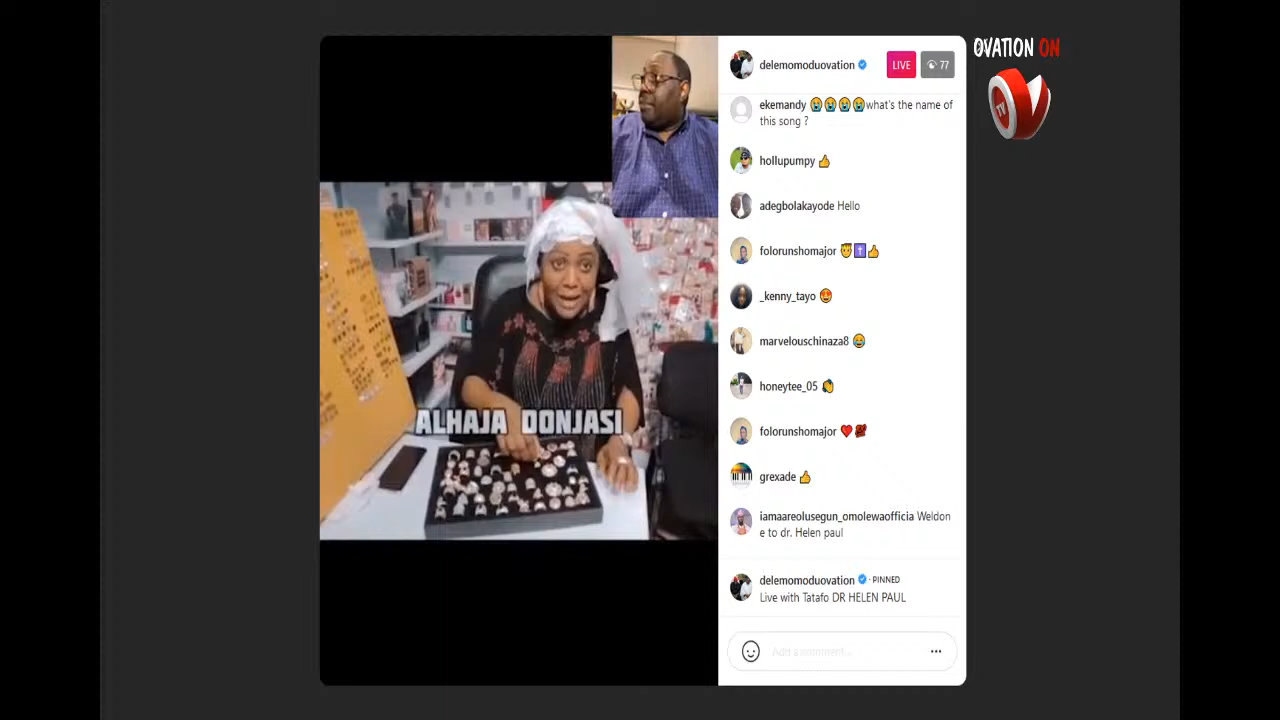 OVATION ON
TV
delemomoduovation
LIVE
77
ekemandy 😭😭😭😭what's the name of
this song ?
hollupumpy 👍
adegbolakayode Hello
folorunshomajor 😇✝️👍
_kenny_tayo 😍
marvelouschinaza8 😂
honeytee_05 👏
folorunshomajor ❤️💯
grexade 👍
iamaareolusegun_omolewaofficia Weldon
e to dr. Helen paul
delemomoduovation · PINNED
Live with Tatafo DR HELEN PAUL
Add a comment...
ALHAJA DONJASI